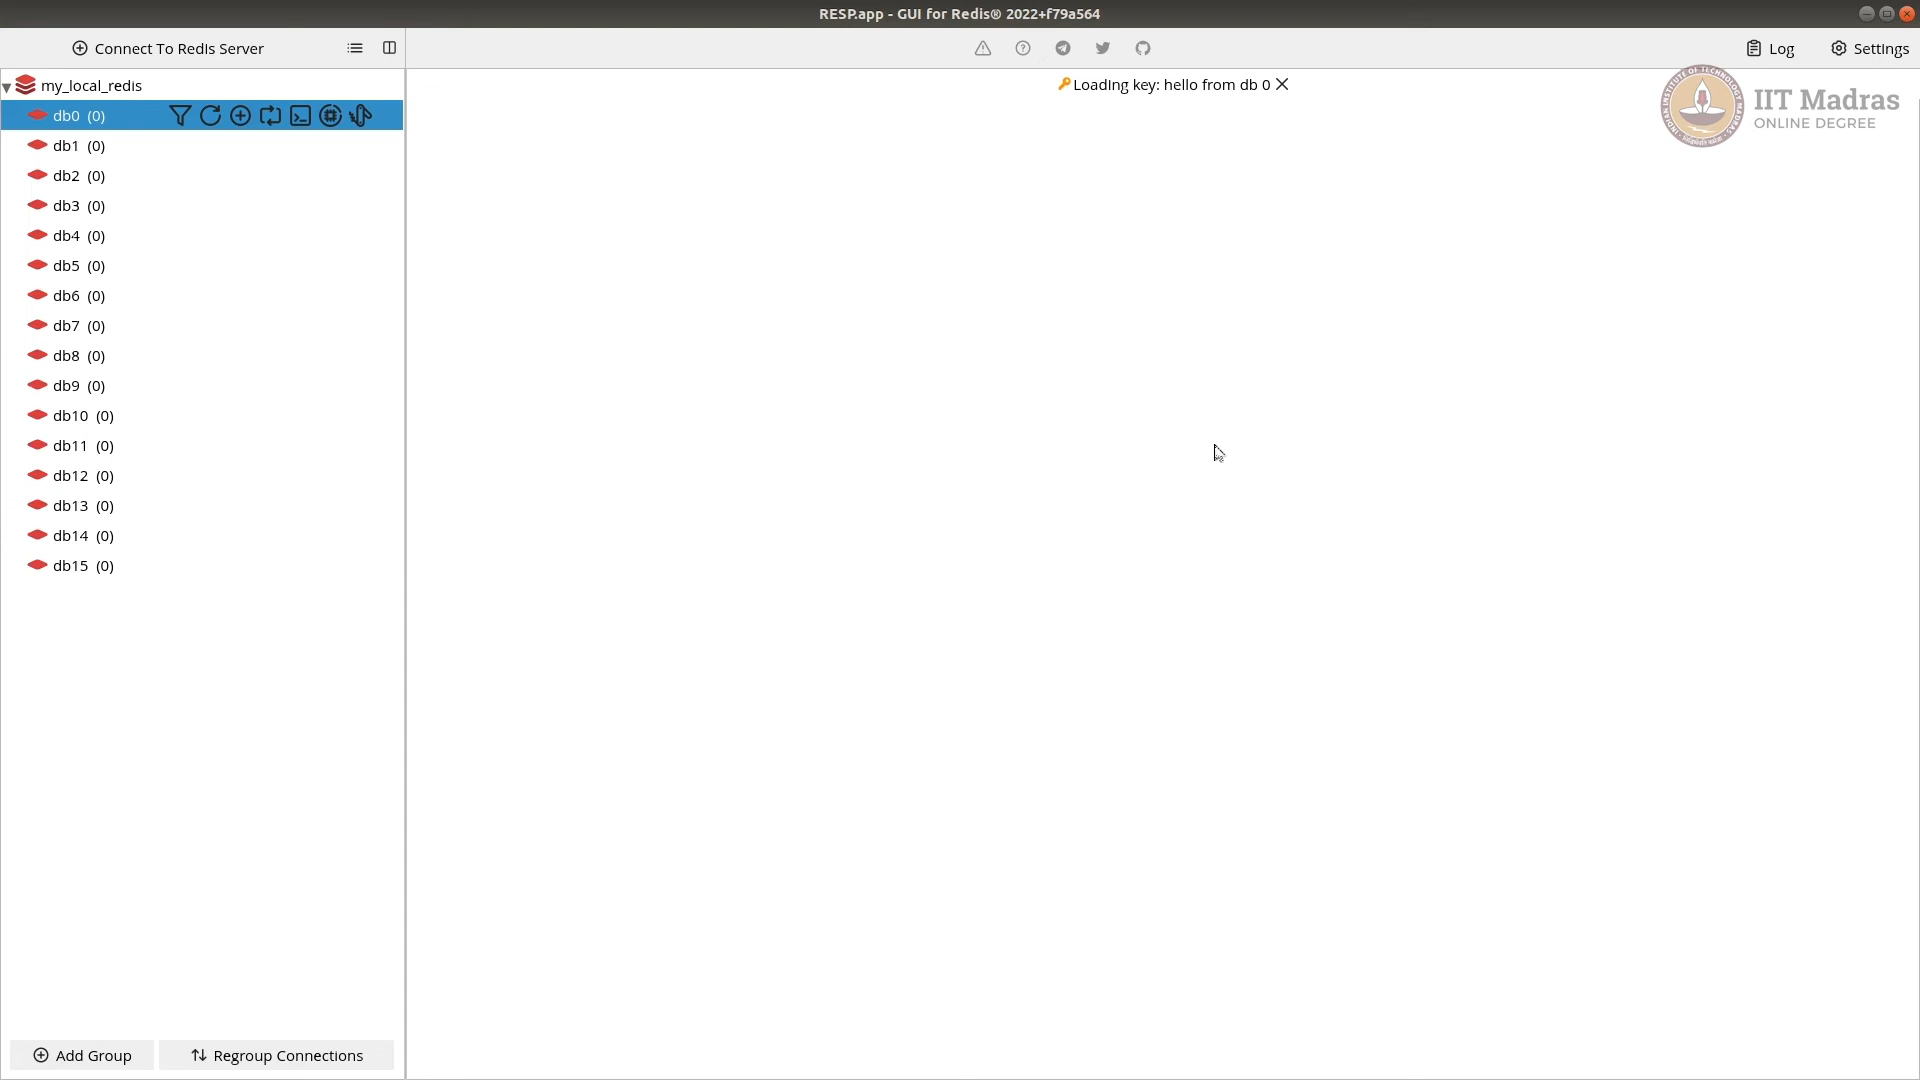 RESP.app - GUI for Redis® 2022+f79a564
Connect To Redis Server
Log
Settings
my_local_redis
Loading key: hello from db 0
IIT Madras
ONLINE DEGREE
db0 (0)
db1 (0)
db2 (0)
db3 (0)
db4 (0)
db5 (0)
db6 (0)
db7 (0)
db8 (0)
db9 (0)
db10 (0)
db11 (0)
db12 (0)
db13 (0)
db14 (0)
db15 (0)
Add Group
Regroup Connections